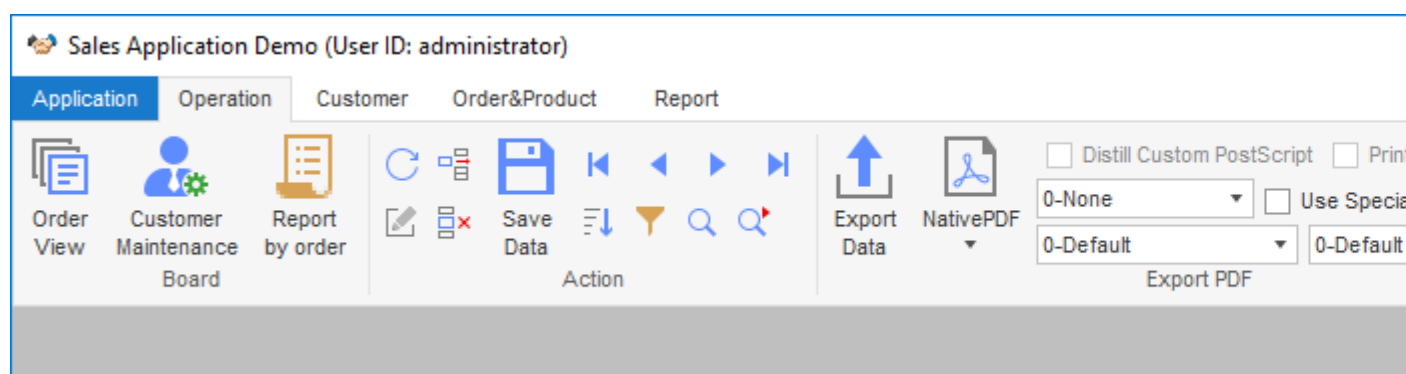 Sales Application Demo (User ID: administrator)
Application Operation Customer Order&Product Report
Order View
Customer Maintenance
Report by order
Board
Save Data
Action
Export Data
NativePDF
Distill Custom PostScript
0-None
0-Default
Use
0-Default
Export PDF